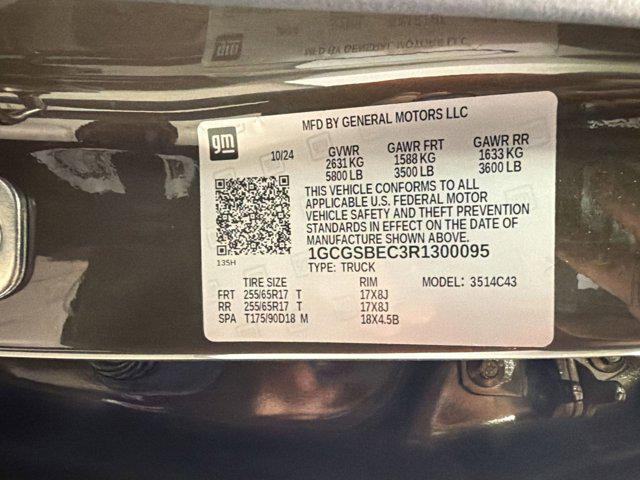 MFD BY GENERAL MOTORS LLC
gm
10/24
GVWR GAWR FRT GAWR RR
2631 KG 1588 KG 1633 KG
5800 LB 3500 LB 3600 LB
THIS VEHICLE CONFORMS TO ALL
APPLICABLE U.S. FEDERAL MOTOR
VEHICLE SAFETY AND THEFT PREVENTION
STANDARDS IN EFFECT ON THE DATE OF
MANUFACTURE SHOWN ABOVE.
1GCGSBEC3R1300095
TYPE: TRUCK
135H
TIRE SIZE RIM MODEL: 3514C43
FRT 255/65R17 T 17X8J
RR 255/65R17 T 17X8J
SPA T175/90D18 M 18X4.5B